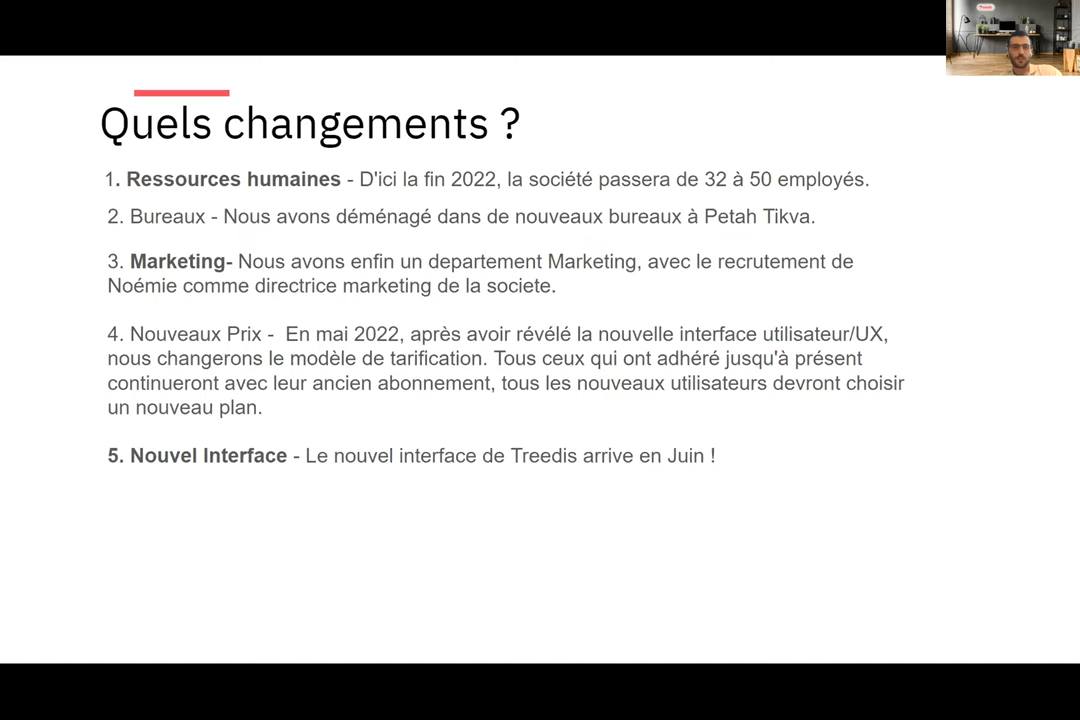 Quels changements ?
1. Ressources humaines - D'ici la fin 2022, la société passera de 32 à 50 employés.
2. Bureaux - Nous avons déménagé dans de nouveaux bureaux à Petah Tikva.
3. Marketing- Nous avons enfin un departement Marketing, avec le recrutement de
Noémie comme directrice marketing de la societe.
4. Nouveaux Prix -  En mai 2022, après avoir révélé la nouvelle interface utilisateur/UX,
nous changerons le modèle de tarification. Tous ceux qui ont adhéré jusqu'à présent
continueront avec leur ancien abonnement, tous les nouveaux utilisateurs devront choisir
un nouveau plan.
5. Nouvel Interface - Le nouvel interface de Treedis arrive en Juin !